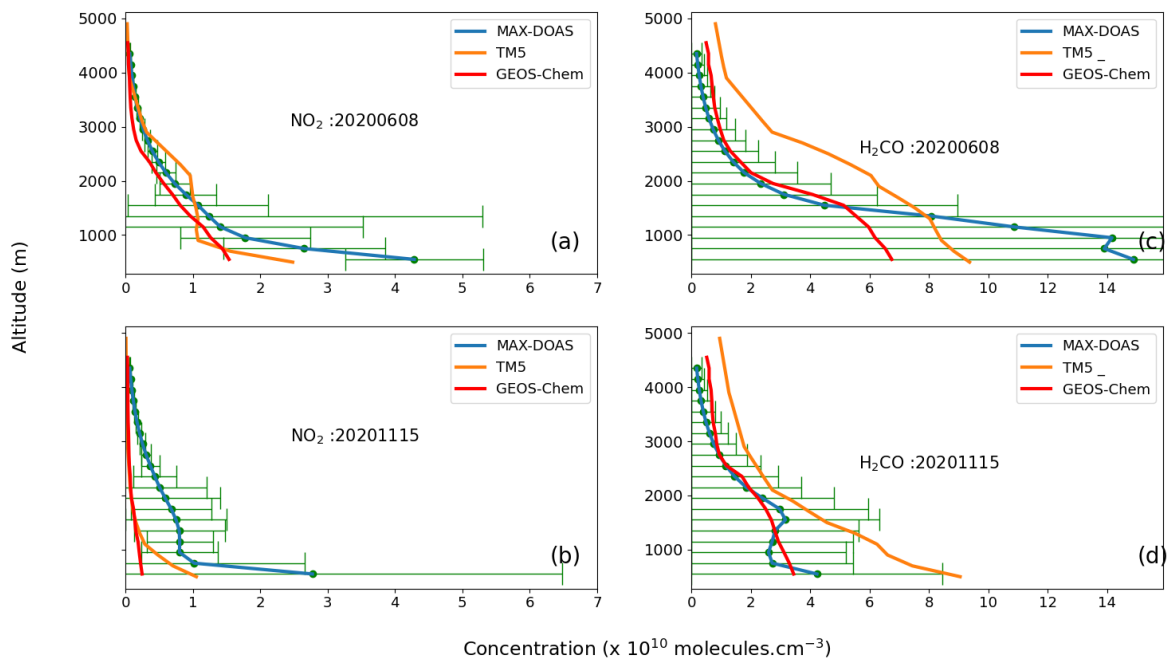 Altitude (m)
5000
4000
3000
2000
1000
MAX-DOAS
TM5
GEOS-Chem
NO₂ :20200608
(a)
0 1 2 3 4 5 6 7
5000
4000
3000
2000
1000
MAX-DOAS
TM5 _
GEOS-Chem
H₂CO :20200608
(c)
0 2 4 6 8 10 12 14
MAX-DOAS
TM5
GEOS-Chem
NO₂ :20201115
(b)
0 1 2 3 4 5 6 7
5000
4000
3000
2000
1000
MAX-DOAS
TM5 _
GEOS-Chem
H₂CO :20201115
(d)
0 2 4 6 8 10 12 14
Concentration (x 10¹⁰ molecules.cm⁻³)